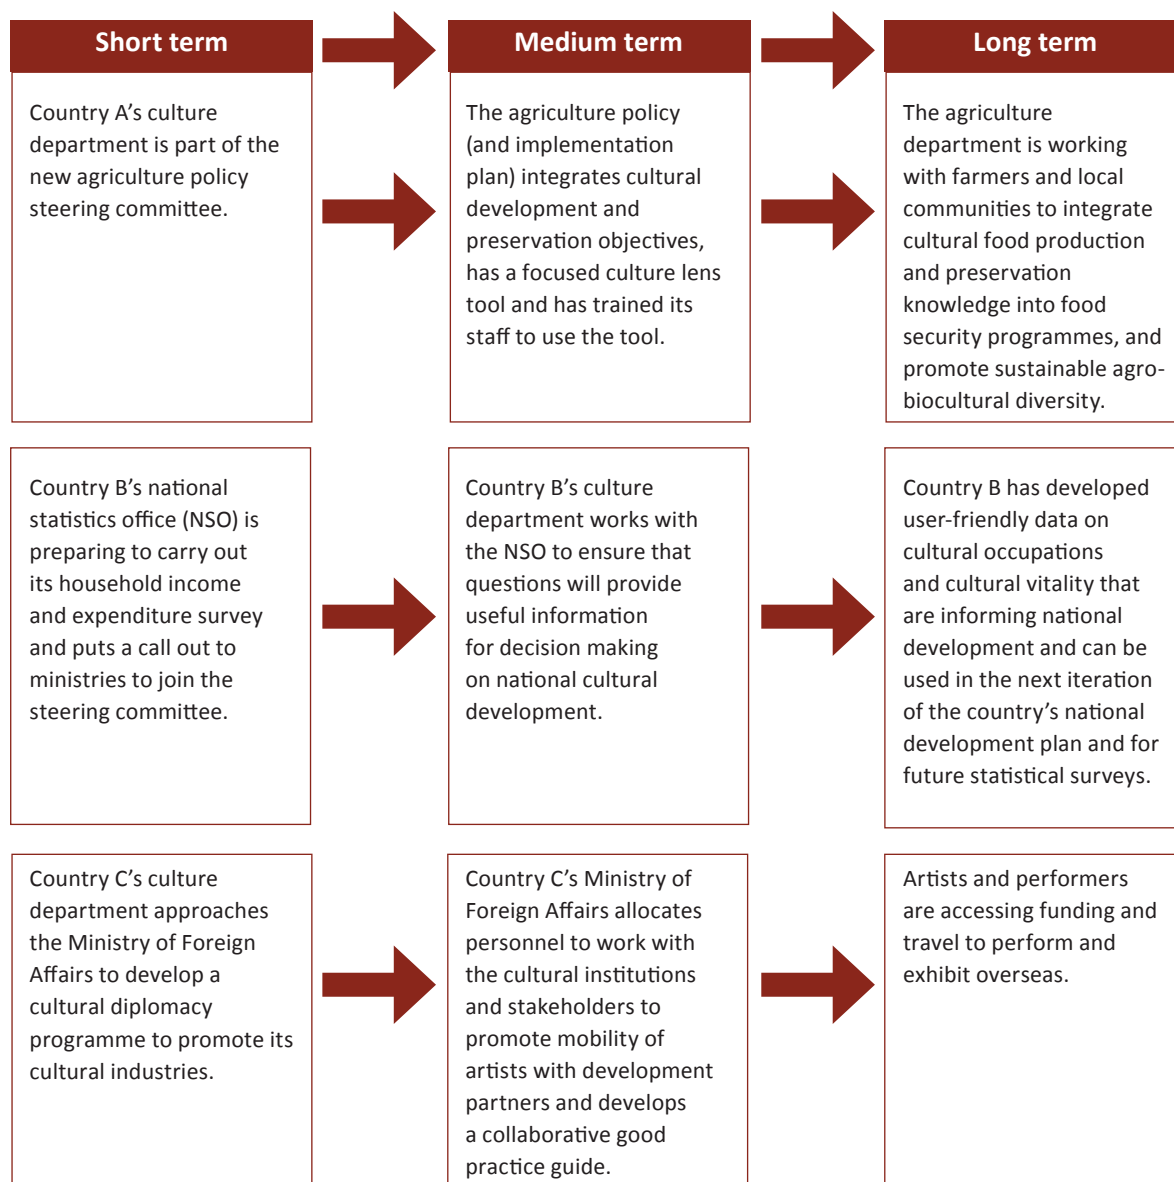 Short term
Medium term
Long term
Country A’s culture
department is part of the
new agriculture policy
steering committee.
The agriculture policy
(and implementation
plan) integrates cultural
development and
preservation objectives,
has a focused culture lens
tool and has trained its
staff to use the tool.
The agriculture
department is working
with farmers and local
communities to integrate
cultural food production
and preservation
knowledge into food
security programmes, and
promote sustainable agro-
biocultural diversity.
Country B’s national
statistics office (NSO) is
preparing to carry out
its household income
and expenditure survey
and puts a call out to
ministries to join the
steering committee.
Country B’s culture
department works with
the NSO to ensure that
questions will provide
useful information
for decision making
on national cultural
development.
Country B has developed
user-friendly data on
cultural occupations
and cultural vitality that
are informing national
development and can be
used in the next iteration
of the country’s national
development plan and for
future statistical surveys.
Country C’s culture
department approaches
the Ministry of Foreign
Affairs to develop a
cultural diplomacy
programme to promote its
cultural industries.
Country C’s Ministry of
Foreign Affairs allocates
personnel to work with
the cultural institutions
and stakeholders to
promote mobility of
artists with development
partners and develops
a collaborative good
practice guide.
Artists and performers
are accessing funding and
travel to perform and
exhibit overseas.